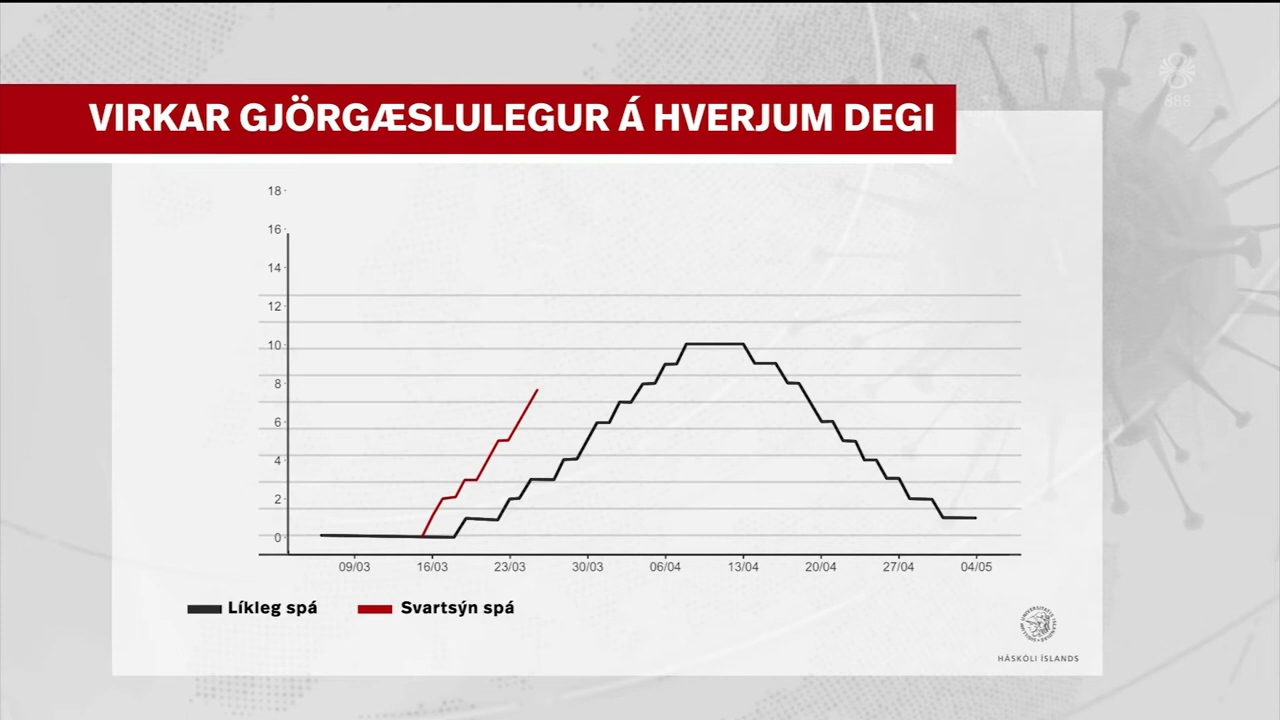 VIRKAR GJÖRGÆSLULEGUR Á HVERJUM DEGI
888
18
16
14
12
10
8
6
4
2
0
09/03 16/03 23/03 30/03 06/04 13/04 20/04 27/04 04/05
Líkleg spá Svartsýn spá
HÁSKÓLI ÍSLANDS